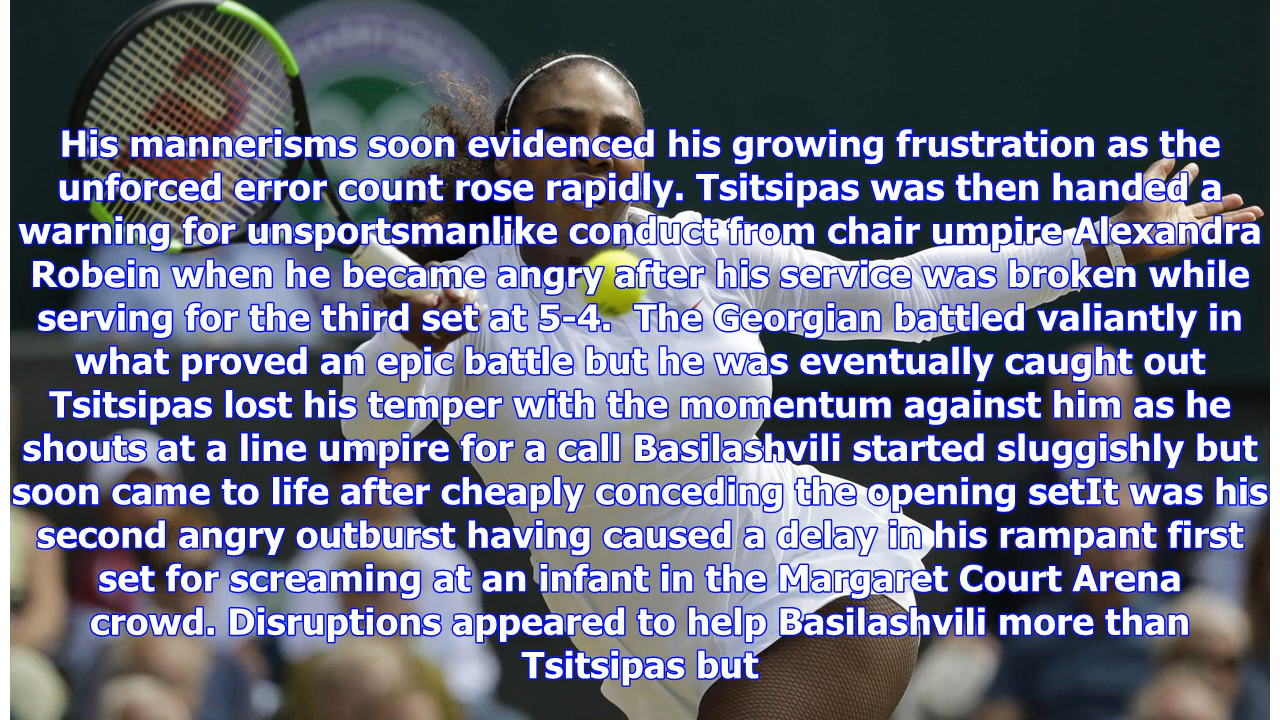 His mannerisms soon evidenced his growing frustration as the
unforced error count rose rapidly. Tsitsipas was then handed a
warning for unsportsmanlike conduct from chair umpire Alexandra
Robein when he became angry after his service was broken while
serving for the third set at 5-4.  The Georgian battled valiantly in
what proved an epic battle but he was eventually caught out
Tsitsipas lost his temper with the momentum against him as he
shouts at a line umpire for a call Basilashvili started sluggishly but
soon came to life after cheaply conceding the opening setIt was his
second angry outburst having caused a delay in his rampant first
set for screaming at an infant in the Margaret Court Arena
crowd. Disruptions appeared to help Basilashvili more than
Tsitsipas but